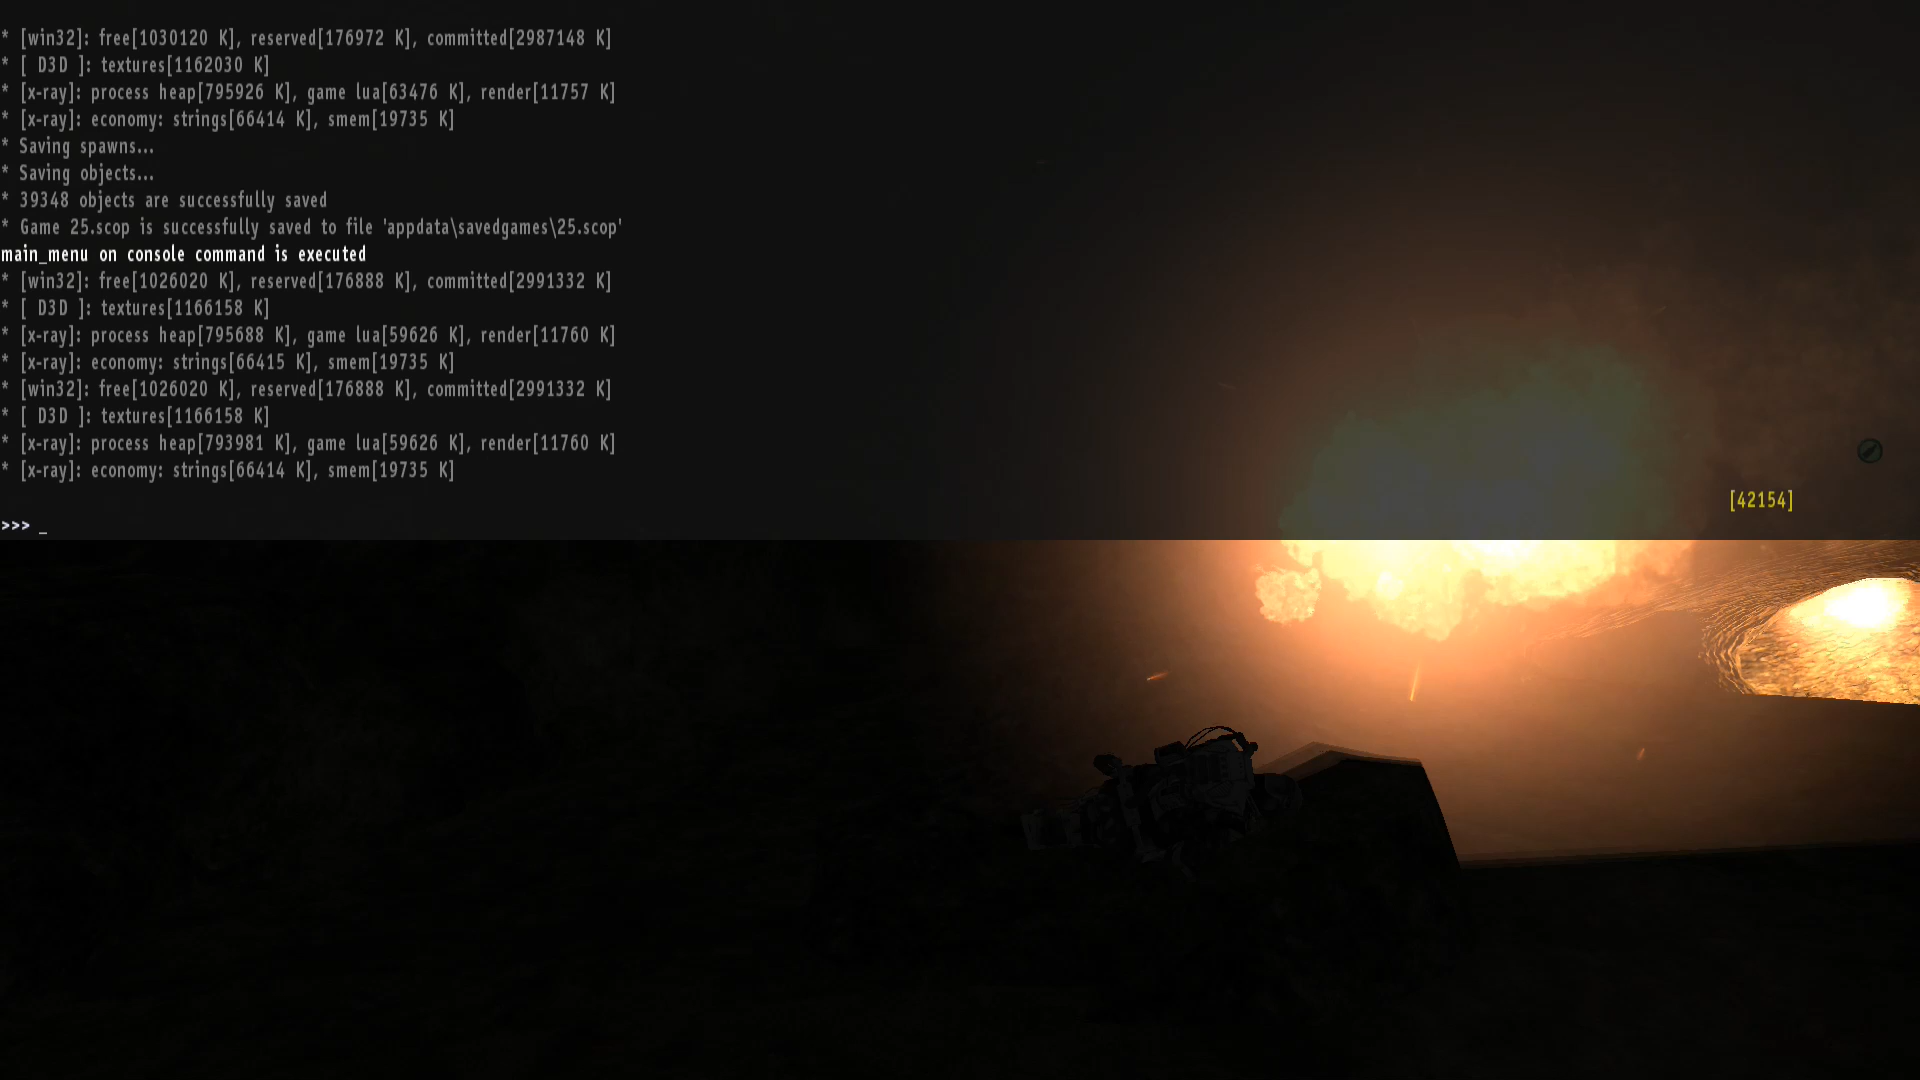 * [win32]: free[1030120 K], reserved[176972 K], committed[2987148 K]
* [ D3D ]: textures[1162030 K]
* [x-ray]: process heap[795926 K], game lua[63476 K], render[11757 K]
* [x-ray]: economy: strings[66414 K], smem[19735 K]
* Saving spawns...
* Saving objects...
* 39348 objects are successfully saved
* Game 25.scop is successfully saved to file 'appdata\savedgames\25.scop'
main_menu on console command is executed
* [win32]: free[1026020 K], reserved[176888 K], committed[2991332 K]
* [ D3D ]: textures[1166158 K]
* [x-ray]: process heap[795688 K], game lua[59626 K], render[11760 K]
* [x-ray]: economy: strings[66415 K], smem[19735 K]
* [win32]: free[1026020 K], reserved[176888 K], committed[2991332 K]
* [ D3D ]: textures[1166158 K]
* [x-ray]: process heap[793981 K], game lua[59626 K], render[11760 K]
* [x-ray]: economy: strings[66414 K], smem[19735 K]
[42154]
>>> _